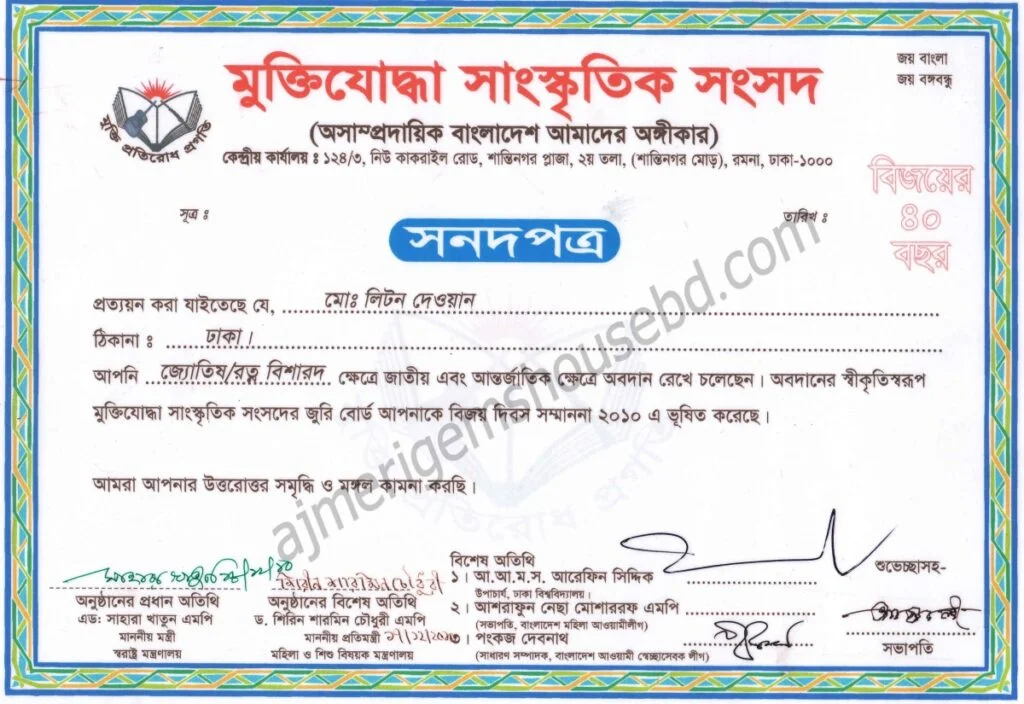 জয় বাংলা
জয় বঙ্গবন্ধু
মুক্তিযোদ্ধা সাংস্কৃতিক সংসদ
(অসাম্প্রদায়িক বাংলাদেশ আমাদের অঙ্গীকার)
কেন্দ্রীয় কার্যালয় ঃ ১২৪/৩, নিউ কাকরাইল রোড, শান্তিনগর প্লাজা, ২য় তলা, (শান্তিনগর মোড়), রমনা, ঢাকা-১০০০
মুক্তি প্রতিরোধ প্রগতি
বিজয়ের
৪০
বছর
সূত্র ঃ
তারিখ ঃ
সনদপত্র
প্রত্যয়ন করা যাইতেছে যে, মোঃ লিটন দেওয়ান
ঠিকানা ঃ ঢাকা।
আপনি জ্যোতিষ/রত্ন বিশারদ ক্ষেত্রে জাতীয় এবং আন্তর্জাতিক ক্ষেত্রে অবদান রেখে চলেছেন। অবদানের স্বীকৃতিস্বরূপ
মুক্তিযোদ্ধা সাংস্কৃতিক সংসদের জুরি বোর্ড আপনাকে বিজয় দিবস সম্মাননা ২০১০ এ ভূষিত করেছে।
আমরা আপনার উত্তরোত্তর সমৃদ্ধি ও মঙ্গল কামনা করছি।
ajmerigemshousebd.com
অনুষ্ঠানের প্রধান অতিথি
এড: সাহারা খাতুন এমপি
মাননীয় মন্ত্রী
স্বরাষ্ট্র মন্ত্রণালয়
শিরীন শারমিন চৌধুরী
অনুষ্ঠানের বিশেষ অতিথি
ড. শিরিন শারমিন চৌধুরী এমপি
মাননীয় প্রতিমন্ত্রী
মহিলা ও শিশু বিষয়ক মন্ত্রণালয়
বিশেষ অতিথি
১। আ.আ.ম.স. আরেফিন সিদ্দিক
উপাচার্য, ঢাকা বিশ্ববিদ্যালয়।
২। আশরাফুন নেছা মোশাররফ এমপি
(সভাপতি, বাংলাদেশ মহিলা আওয়ামীলীগ)
৩। পংকজ দেবনাথ
(সাধারণ সম্পাদক, বাংলাদেশ আওয়ামী স্বেচ্ছাসেবক লীগ)
শুভেচ্ছাসহ-
সভাপতি